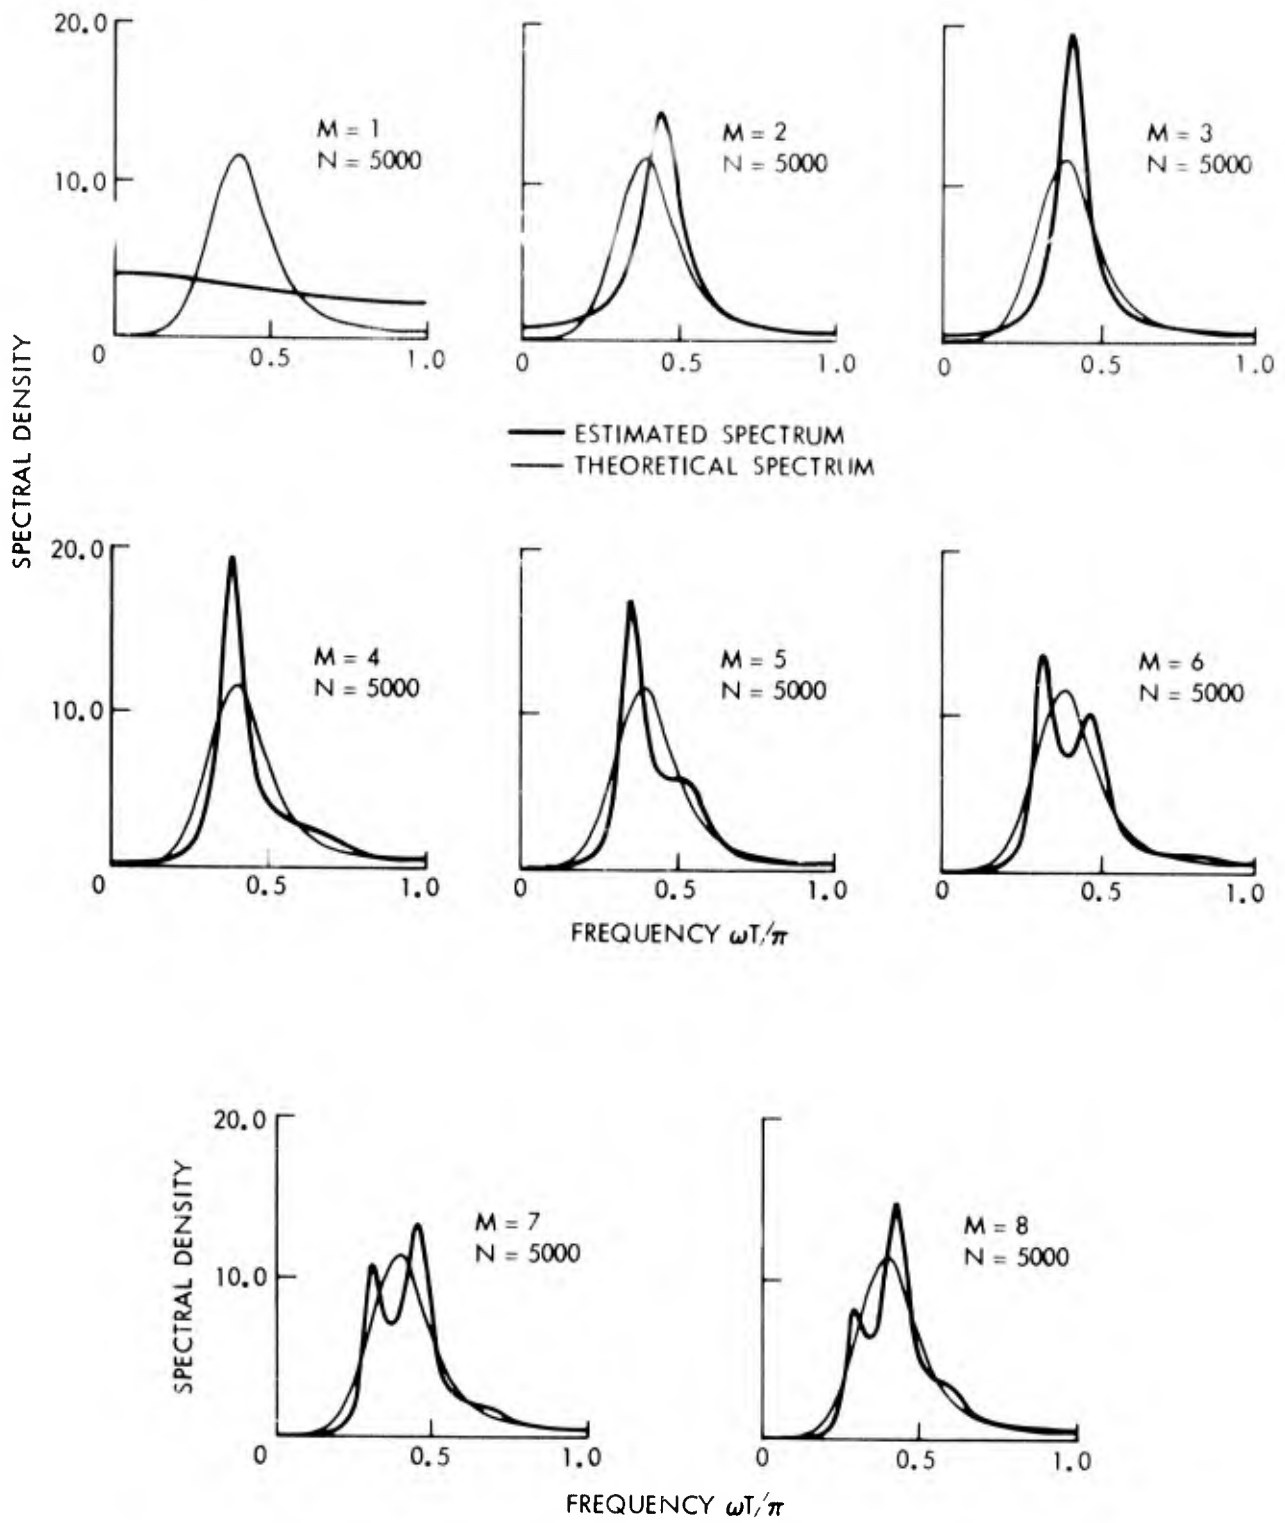 20.0
10.0
0
0.5
1.0
M = 1
N = 5000
0
0.5
1.0
M = 2
N = 5000
0
0.5
1.0
M = 3
N = 5000
SPECTRAL DENSITY
ESTIMATED SPECTRUM
THEORETICAL SPECTRUM
20.0
10.0
0
0.5
1.0
M = 4
N = 5000
0
0.5
1.0
M = 5
N = 5000
0
0.5
1.0
M = 6
N = 5000
FREQUENCY ωT/π
SPECTRAL DENSITY
20.0
10.0
0
0.5
1.0
M = 7
N = 5000
0
0.5
1.0
M = 8
N = 5000
FREQUENCY ωT/π